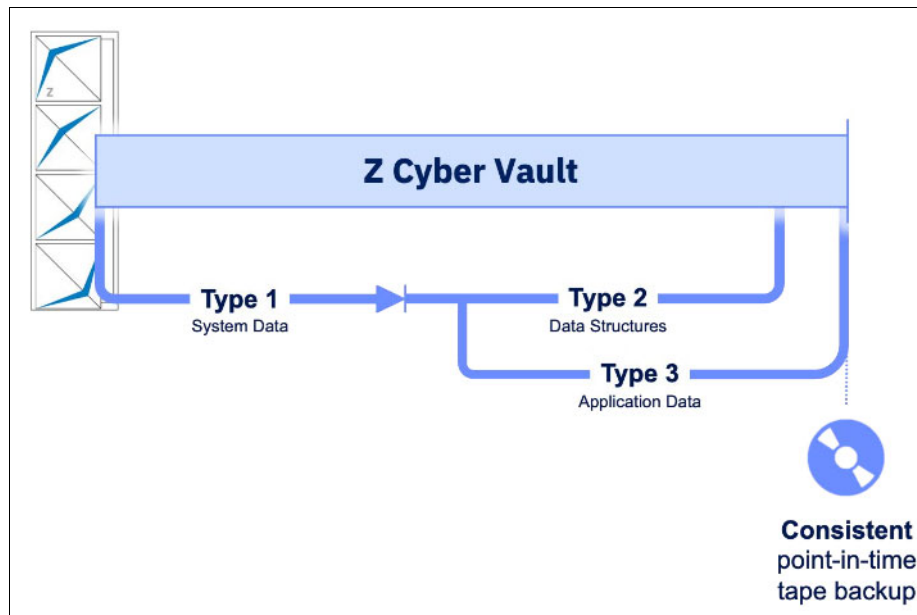 Z
Z Cyber Vault
Type 1
System Data
Type 2
Data Structures
Type 3
Application Data
Consistent
point-in-time
tape backup